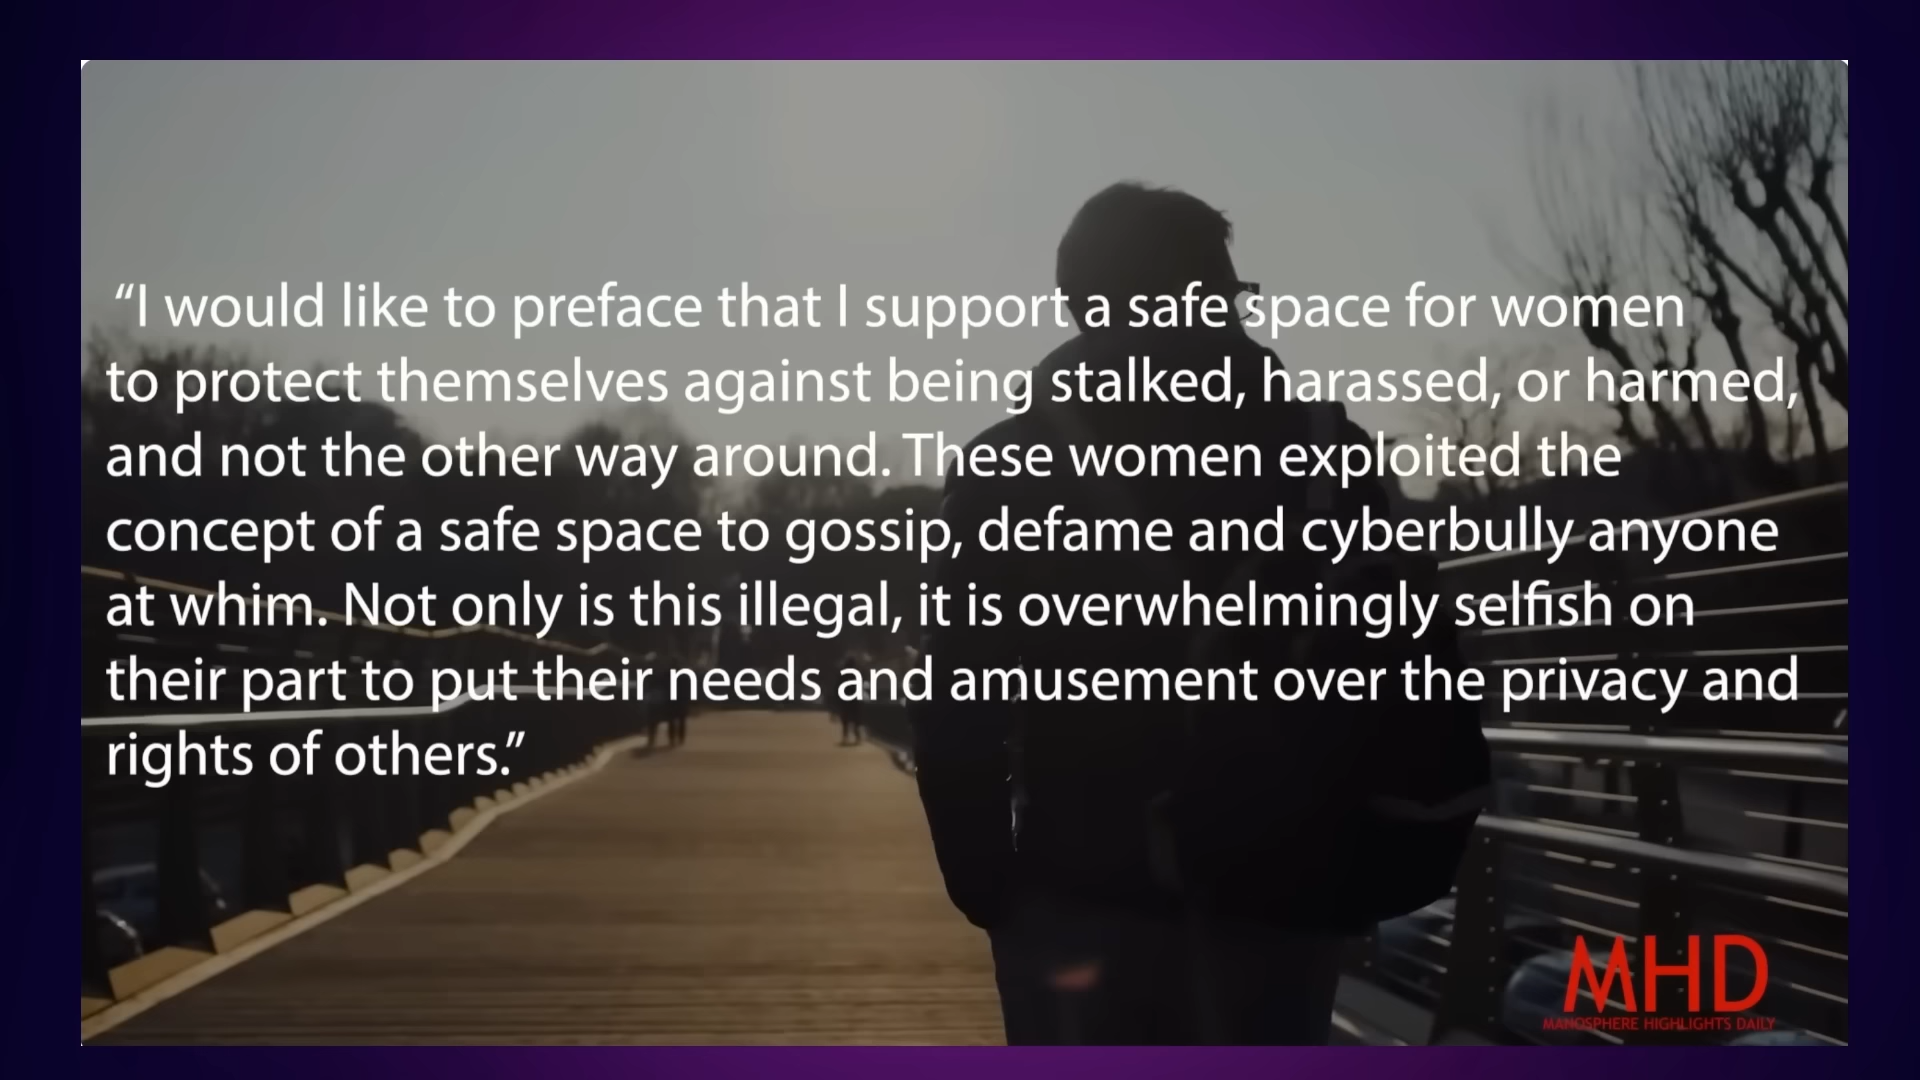 “I would like to preface that I support a safe space for women
to protect themselves against being stalked, harassed, or harmed,
and not the other way around. These women exploited the
concept of a safe space to gossip, defame and cyberbully anyone
at whim. Not only is this illegal, it is overwhelmingly selfish on
their part to put their needs and amusement over the privacy and
rights of others.”
MHD
MANOSPHERE HIGHLIGHTS DAILY